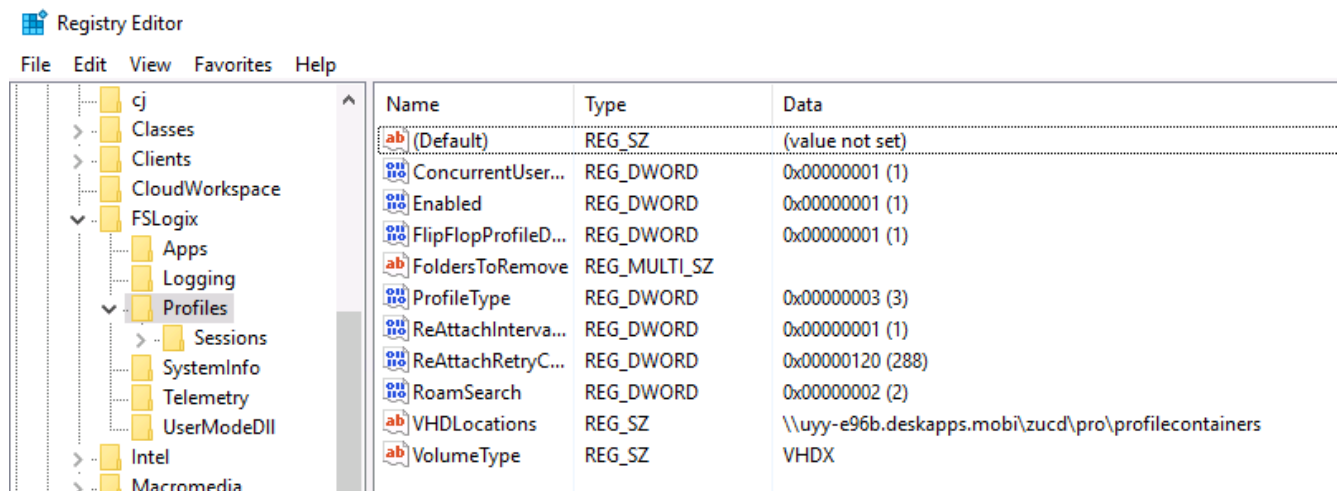 Registry Editor
File Edit View Favorites Help
cj
Classes
Clients
CloudWorkspace
FSLogix
Apps
Logging
Profiles
Sessions
SystemInfo
Telemetry
UserModeDll
Intel
Macromedia
Name Type Data
(Default) REG_SZ (value not set)
ConcurrentUser... REG_DWORD 0x00000001 (1)
Enabled REG_DWORD 0x00000001 (1)
FlipFlopProfileD... REG_DWORD 0x00000001 (1)
FoldersToRemove REG_MULTI_SZ
ProfileType REG_DWORD 0x00000003 (3)
ReAttachInterva... REG_DWORD 0x00000001 (1)
ReAttachRetryC... REG_DWORD 0x00000120 (288)
RoamSearch REG_DWORD 0x00000002 (2)
VHDLocations REG_SZ \\uyy-e96b.deskapps.mobi\zucd\pro\profilecontainers
VolumeType REG_SZ VHDX